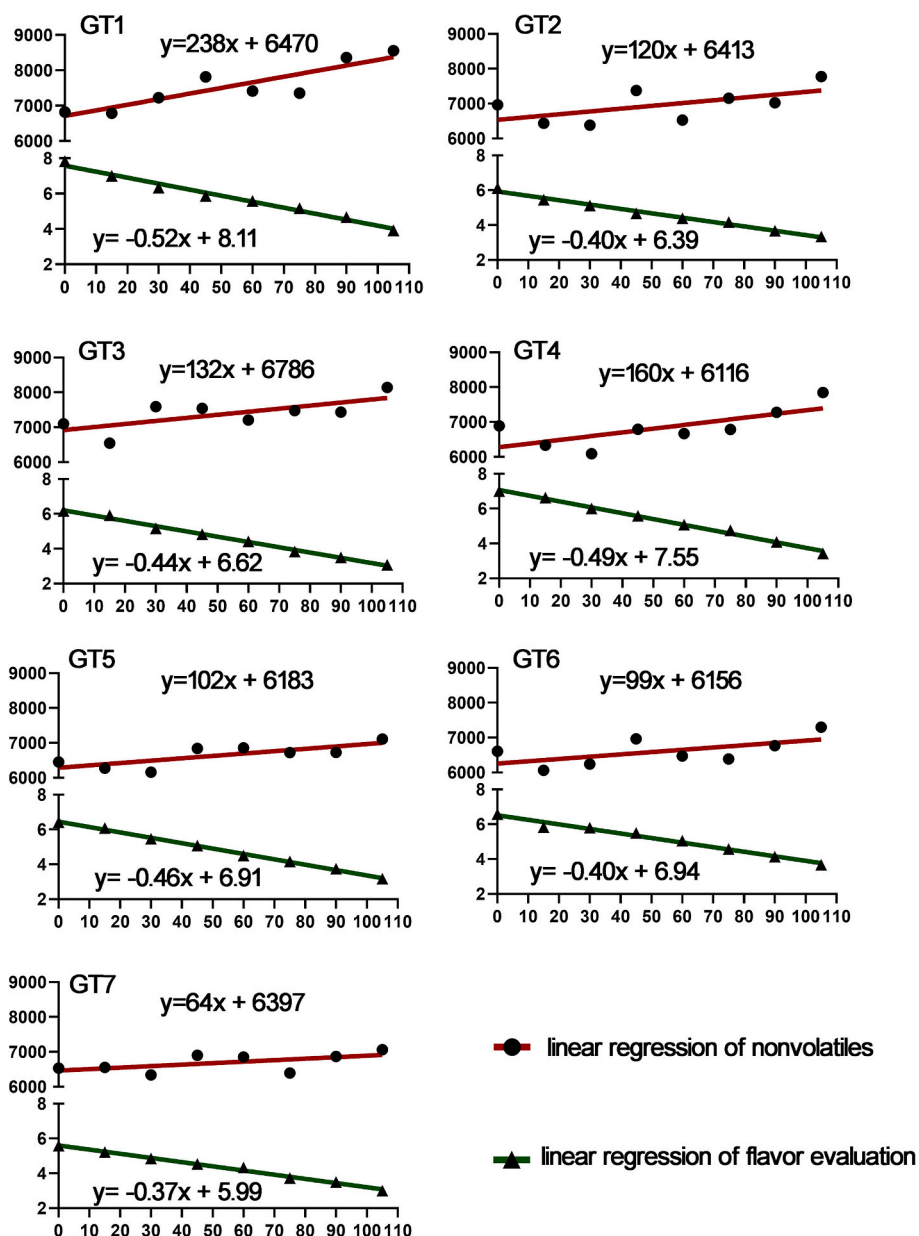 GT1
y=238x + 6470
9000
8000
7000
6000
8
6
4
2
y= -0.52x + 8.11
0 10 20 30 40 50 60 70 80 90 100 110
GT2
y=120x + 6413
9000
8000
7000
6000
8
6
4
2
y= -0.40x + 6.39
0 10 20 30 40 50 60 70 80 90 100 110
GT3
y=132x + 6786
9000
8000
7000
6000
8
6
4
2
y= -0.44x + 6.62
0 10 20 30 40 50 60 70 80 90 100 110
GT4
y=160x + 6116
9000
8000
7000
6000
8
6
4
2
y= -0.49x + 7.55
0 10 20 30 40 50 60 70 80 90 100 110
GT5
y=102x + 6183
9000
8000
7000
6000
8
6
4
2
y= -0.46x + 6.91
0 10 20 30 40 50 60 70 80 90 100 110
GT6
y=99x + 6156
9000
8000
7000
6000
8
6
4
2
y= -0.40x + 6.94
0 10 20 30 40 50 60 70 80 90 100 110
GT7
y=64x + 6397
9000
8000
7000
6000
8
6
4
2
y= -0.37x + 5.99
0 10 20 30 40 50 60 70 80 90 100 110
linear regression of nonvolatiles
linear regression of flavor evaluation